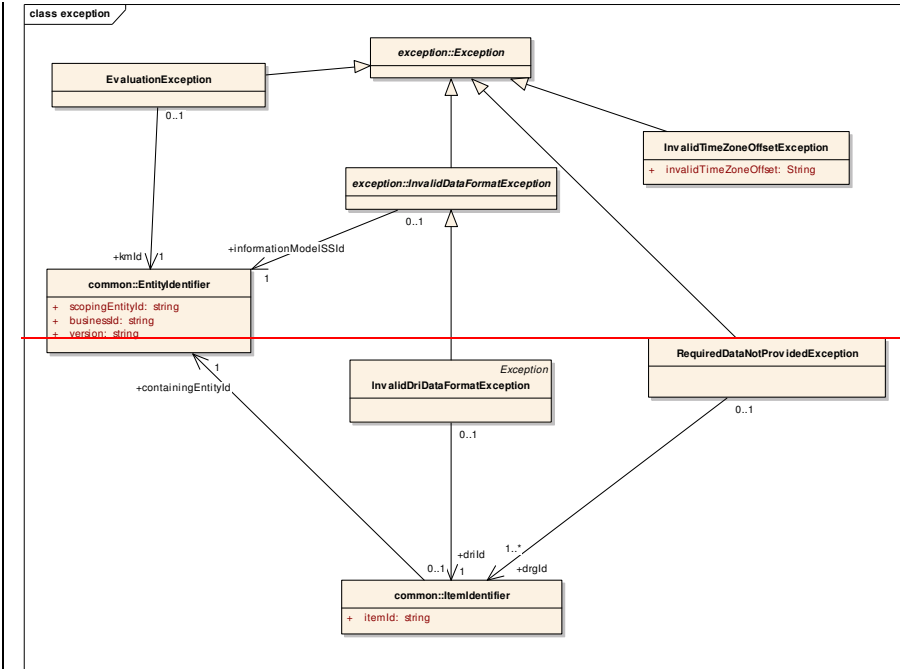 class exception
exception::Exception
EvaluationException
0..1
InvalidTimeZoneOffsetException
+ invalidTimeZoneOffset: String
exception::InvalidDataFormatException
0..1
+informationModelSSId
+kmId
1
1
common::EntityIdentifier
+ scopingEntityId: string
+ businessId: string
+ version: string
RequiredDataNotProvidedException
Exception
InvalidDriDataFormatException
1
+containingEntityId
0..1
0..1
1..*
+driId
0..1
1
+drgId
common::ItemIdentifier
+ itemId: string